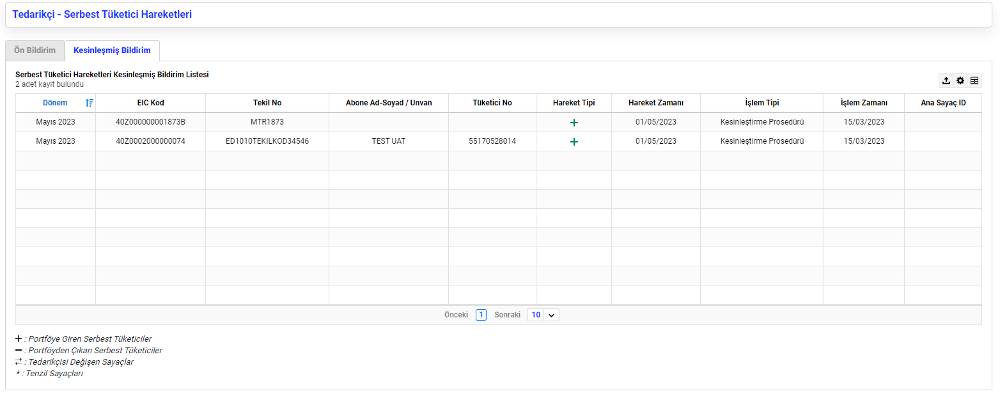 Tedarikçi - Serbest Tüketici Hareketleri
Ön Bildirim Kesinleşmiş Bildirim
Serbest Tüketici Hareketleri Kesinleşmiş Bildirim Listesi
2 adet kayıt bulundu
Dönem EIC Kod Tekil No Abone Ad-Soyad / Unvan Tüketici No Hareket Tipi Hareket Zamanı İşlem Tipi İşlem Zamanı Ana Sayaç ID
Mayıs 2023 40Z000000001873B MTR1873 + 01/05/2023 Kesinleştirme Prosedürü 15/03/2023
Mayıs 2023 40Z0002000000074 ED1010TEKILKOD34546 TEST UAT 55170528014 + 01/05/2023 Kesinleştirme Prosedürü 15/03/2023
Önceki 1 Sonraki 10
+ : Portföye Giren Serbest Tüketiciler
− : Portföyden Çıkan Serbest Tüketiciler
⇄ : Tedarikçisi Değişen Sayaçlar
* : Tenzil Sayaçları